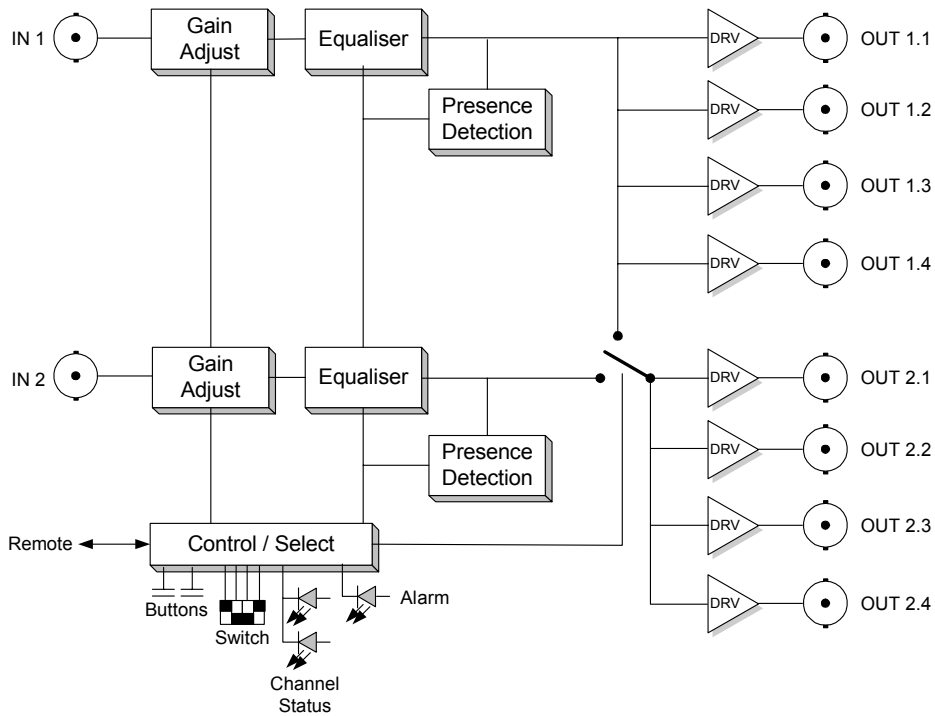 IN 1
Gain
Adjust
Equaliser
DRV
OUT 1.1
Presence
Detection
DRV
OUT 1.2
DRV
OUT 1.3
DRV
OUT 1.4
IN 2
Gain
Adjust
Equaliser
DRV
OUT 2.1
Presence
Detection
DRV
OUT 2.2
Remote
Control / Select
DRV
OUT 2.3
Buttons
Switch
Alarm
DRV
OUT 2.4
Channel
Status